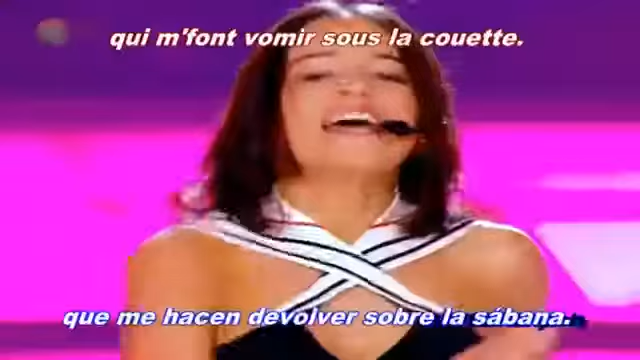 qui m'font vomir sous la couette.
que me hacen devolver sobre la sábana.